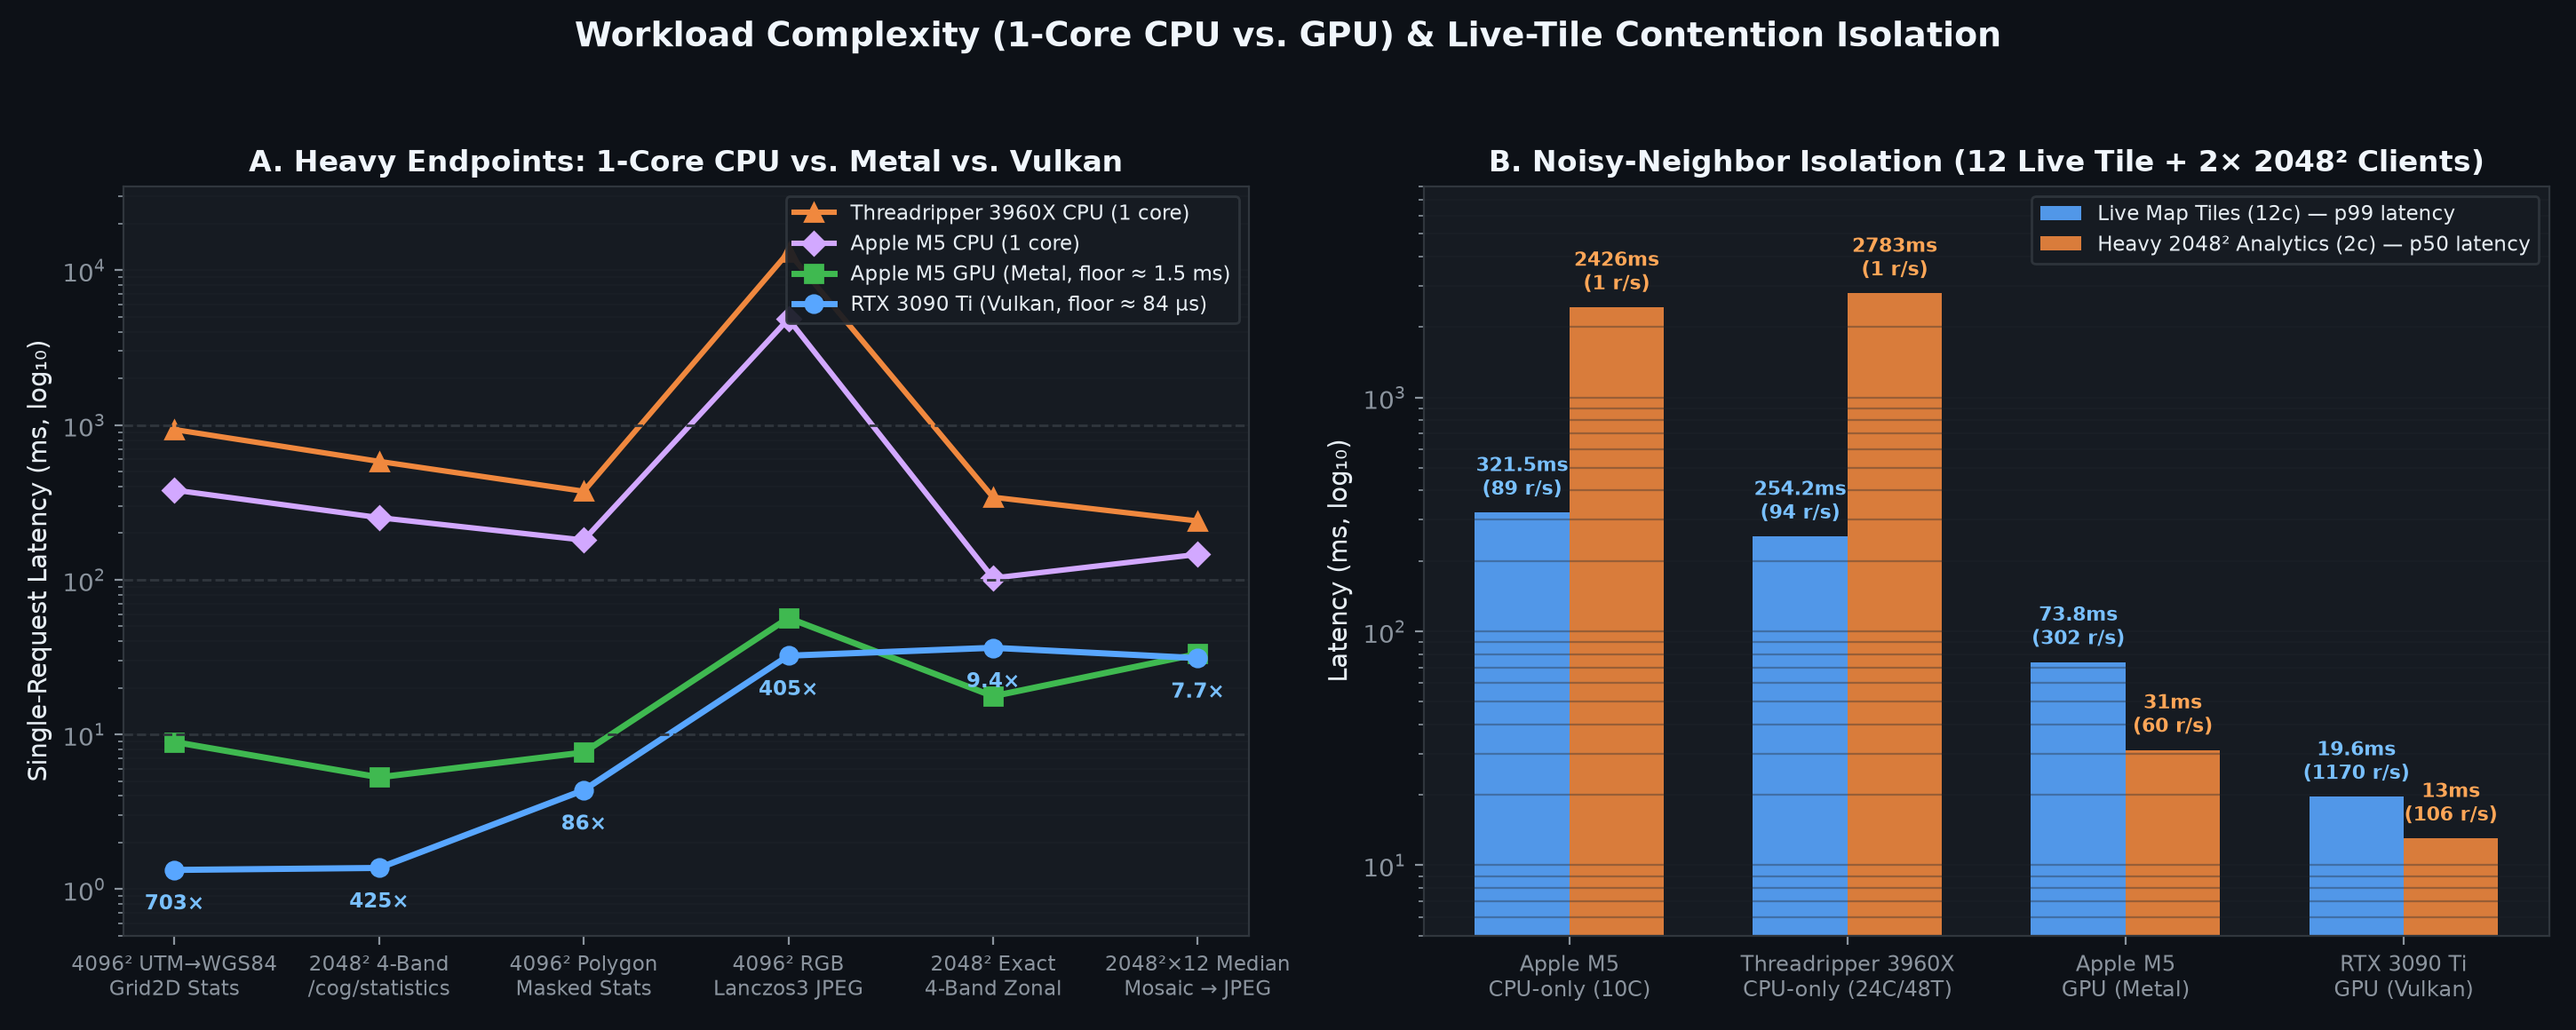 Workload Complexity (1-Core CPU vs. GPU) & Live-Tile Contention Isolation
A. Heavy Endpoints: 1-Core CPU vs. Metal vs. Vulkan
Threadripper 3960X CPU (1 core)
Apple M5 CPU (1 core)
Apple M5 GPU (Metal, floor ≈ 1.5 ms)
RTX 3090 Ti (Vulkan, floor ≈ 84 μs)
Single-Request Latency (ms, log₁₀)
10⁴
10³
10²
10¹
10⁰
703×
425×
86×
405×
9.4×
7.7×
4096² UTM→WGS84
Grid2D Stats
2048² 4-Band
/cog/statistics
4096² Polygon
Masked Stats
4096² RGB
Lanczos3 JPEG
2048² Exact
4-Band Zonal
2048²×12 Median
Mosaic → JPEG
B. Noisy-Neighbor Isolation (12 Live Tile + 2× 2048² Clients)
Live Map Tiles (12c) — p99 latency
Heavy 2048² Analytics (2c) — p50 latency
Latency (ms, log₁₀)
10³
10²
10¹
321.5ms
(89 r/s)
2426ms
(1 r/s)
254.2ms
(94 r/s)
2783ms
(1 r/s)
73.8ms
(302 r/s)
31ms
(60 r/s)
19.6ms
(1170 r/s)
13ms
(106 r/s)
Apple M5
CPU-only (10C)
Threadripper 3960X
CPU-only (24C/48T)
Apple M5
GPU (Metal)
RTX 3090 Ti
GPU (Vulkan)